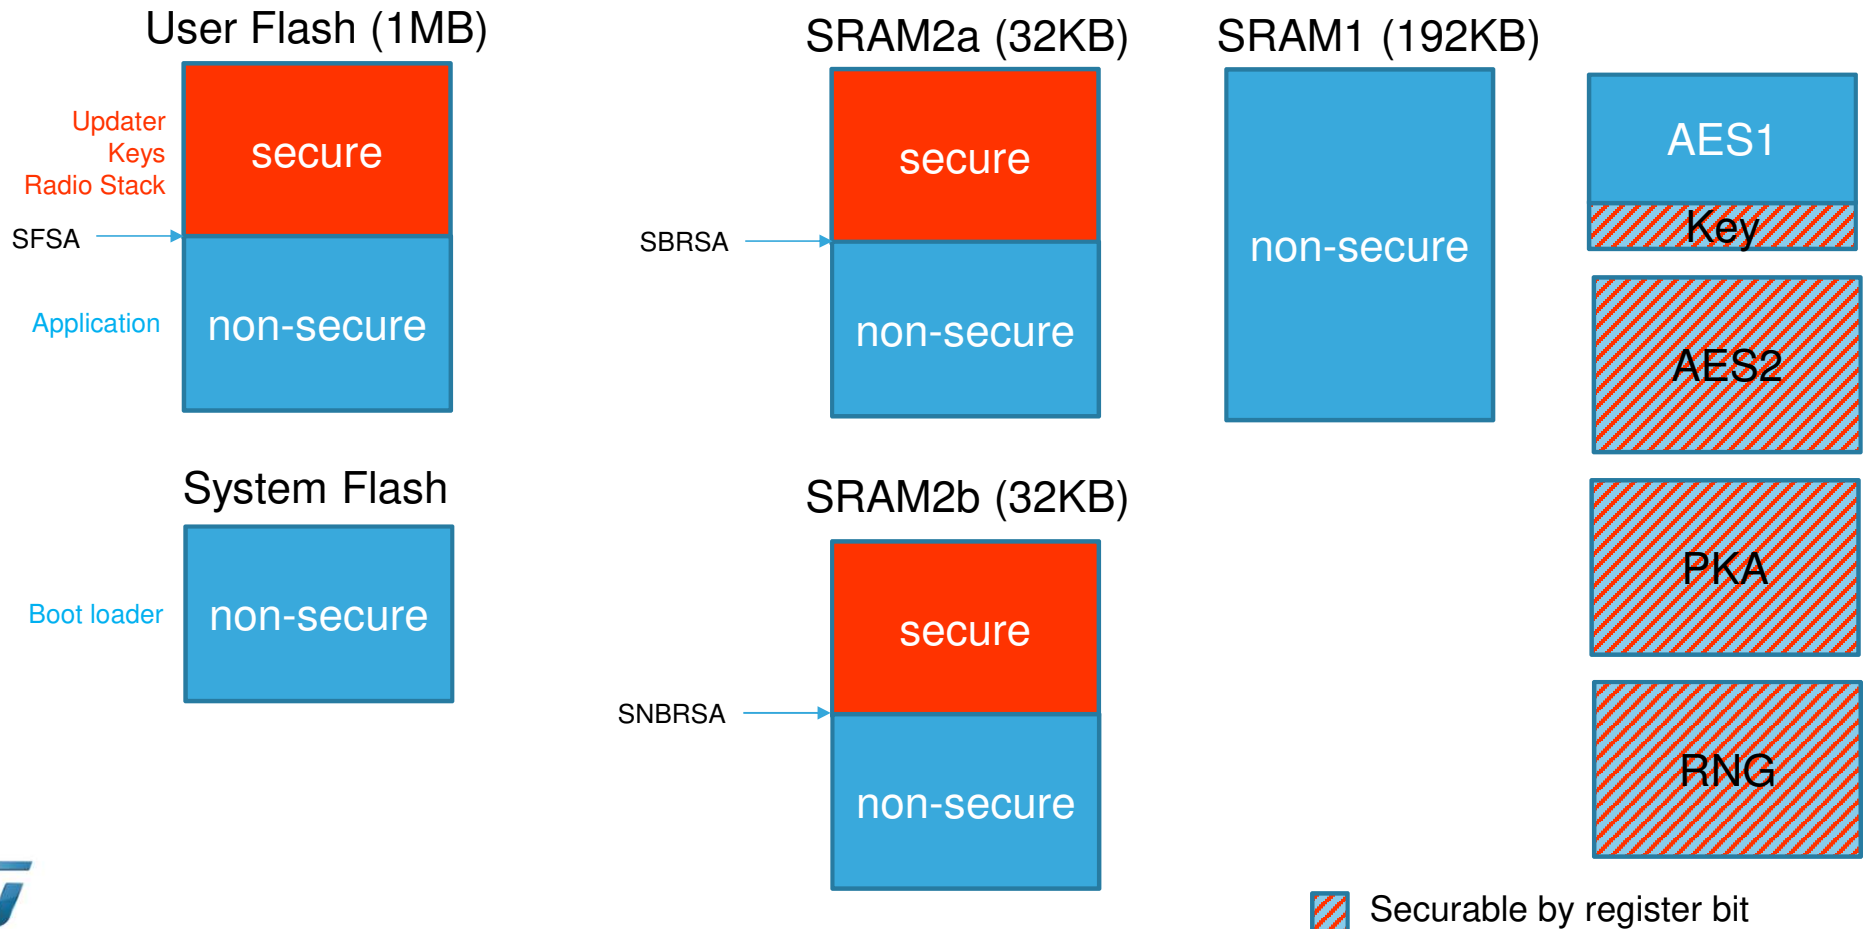 User Flash (1MB)
Updater
Keys
Radio Stack
secure
SFSA
Application
non-secure
System Flash
Boot loader
non-secure
SRAM2a (32KB)
secure
SBRSA
non-secure
SRAM2b (32KB)
secure
SNBRSA
non-secure
SRAM1 (192KB)
non-secure
AES1
Key
AES2
PKA
RNG
Securable by register bit